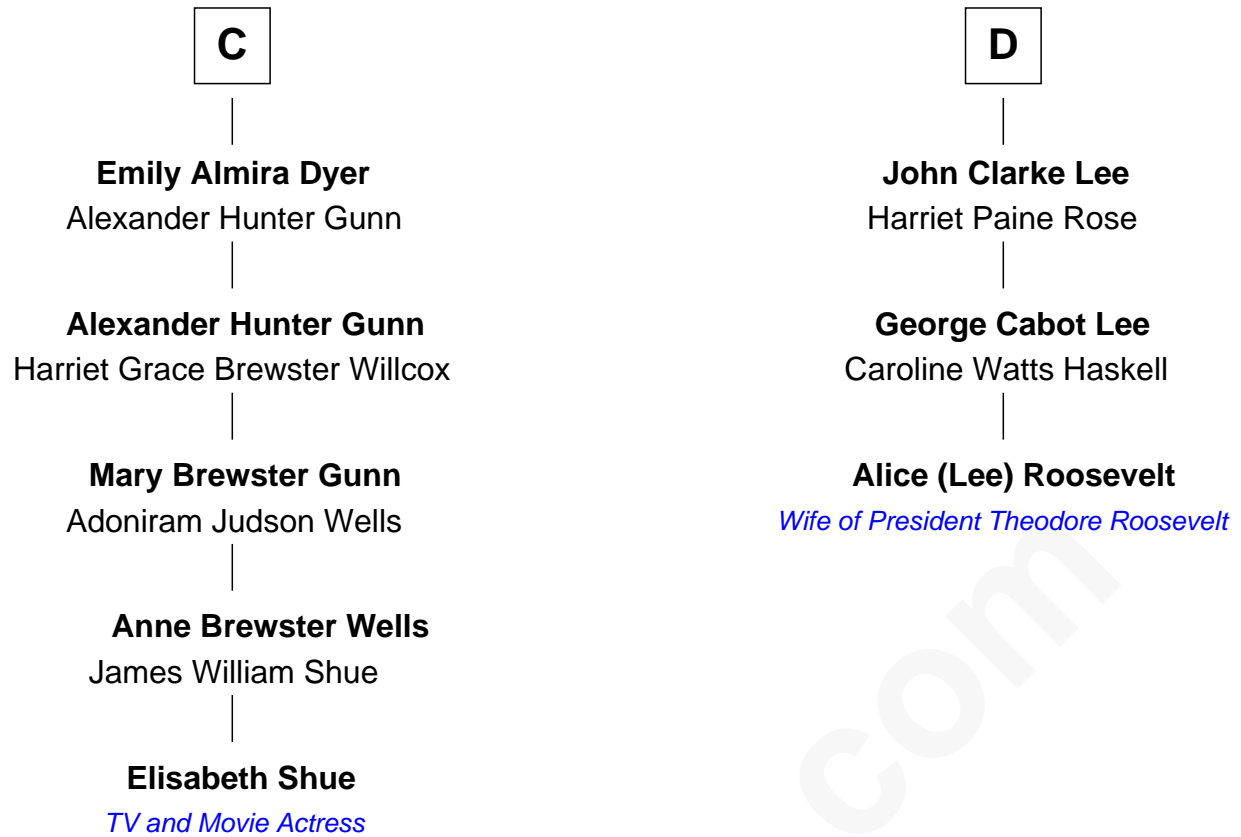 C
Emily Almira Dyer
Alexander Hunter Gunn
Alexander Hunter Gunn
Harriet Grace Brewster Willcox
Mary Brewster Gunn
Adoniram Judson Wells
Anne Brewster Wells
James William Shue
Elisabeth Shue
TV and Movie Actress
D
John Clarke Lee
Harriet Paine Rose
George Cabot Lee
Caroline Watts Haskell
Alice (Lee) Roosevelt
Wife of President Theodore Roosevelt
com